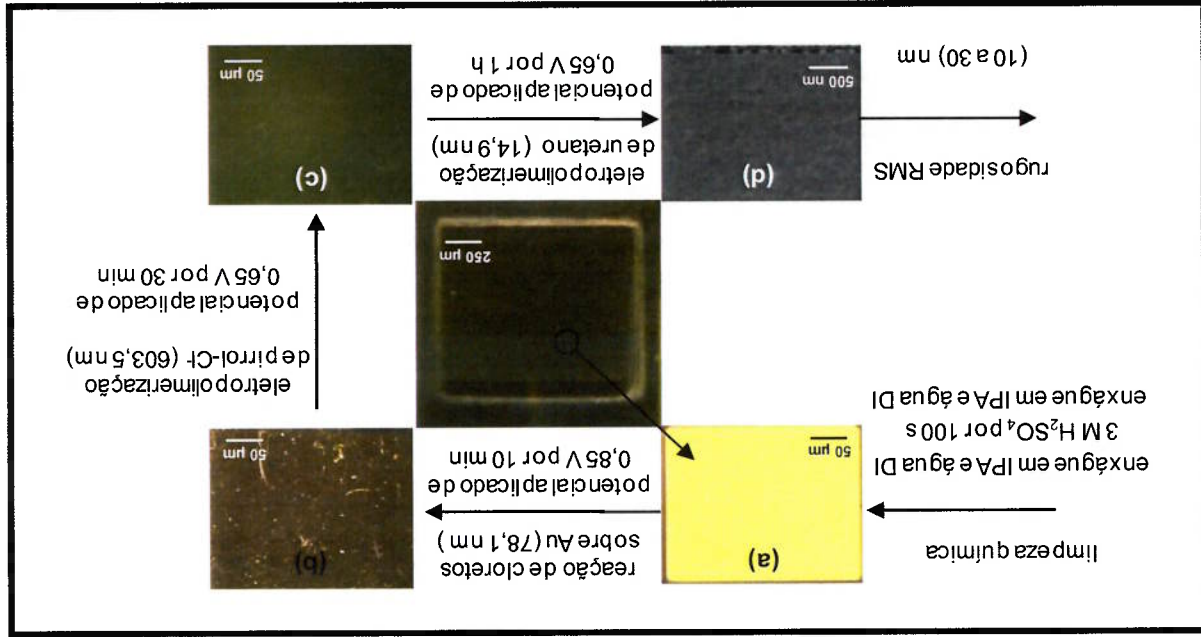 limpeza química
enxágue em IPA e água DI
3 M H₂SO₄ por 100 s
enxágue em IPA e água DI
(a)
50 µm
reação de cloretos
sobre Au (78,1 nm)
potencial aplicado de
0,85 V por 10 min
(b)
50 µm
250 µm
eletropolimerização
de pirrol-Cℓ- (603,5 nm)
potencial aplicado de
0,65 V por 30 min
(c)
50 µm
eletropolimerização
de uretano (14,9 nm)
potencial aplicado de
0,65 V por 1 h
(d)
500 nm
rugosidade RMS
(10 a 30) nm